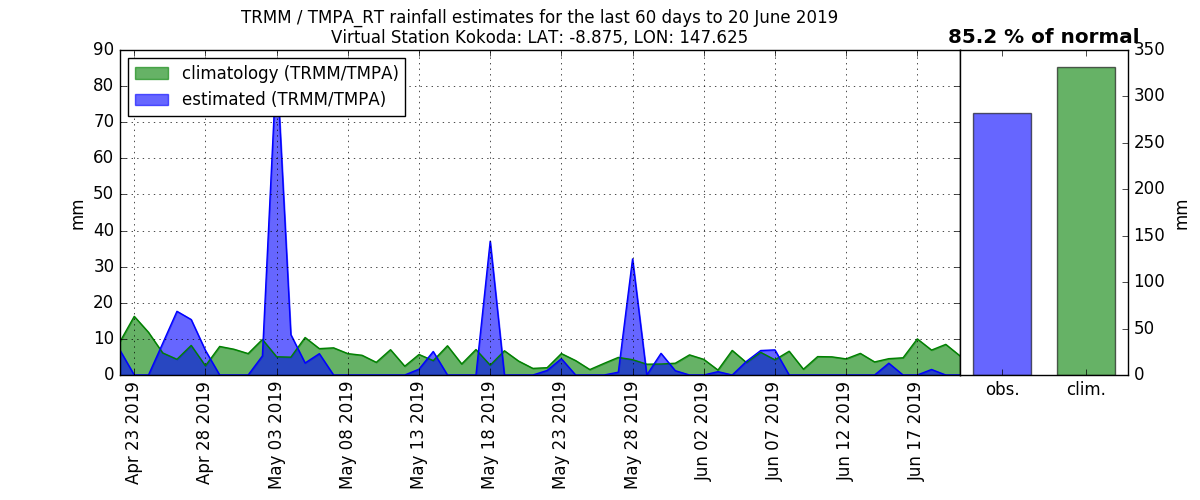 TRMM / TMPA_RT rainfall estimates for the last 60 days to 20 June 2019
Virtual Station Kokoda: LAT: -8.875, LON: 147.625
85.2 % of normal
climatology (TRMM/TMPA)
estimated (TRMM/TMPA)
90
80
70
60
50
40
30
20
10
0
mm
Apr 23 2019
Apr 28 2019
May 03 2019
May 08 2019
May 13 2019
May 18 2019
May 23 2019
May 28 2019
Jun 02 2019
Jun 07 2019
Jun 12 2019
Jun 17 2019
obs.
clim.
350
300
250
200
150
100
50
0
mm